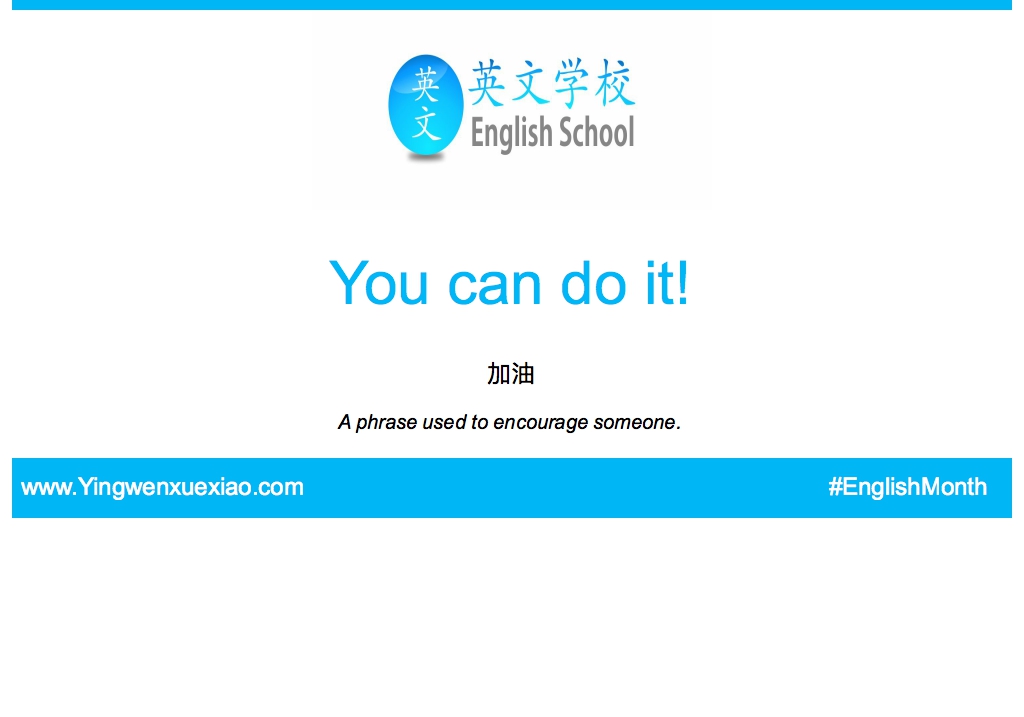 英文
英文学校
English School
You can do it!
加油
A phrase used to encourage someone.
www.Yingwenxuexiao.com
#EnglishMonth